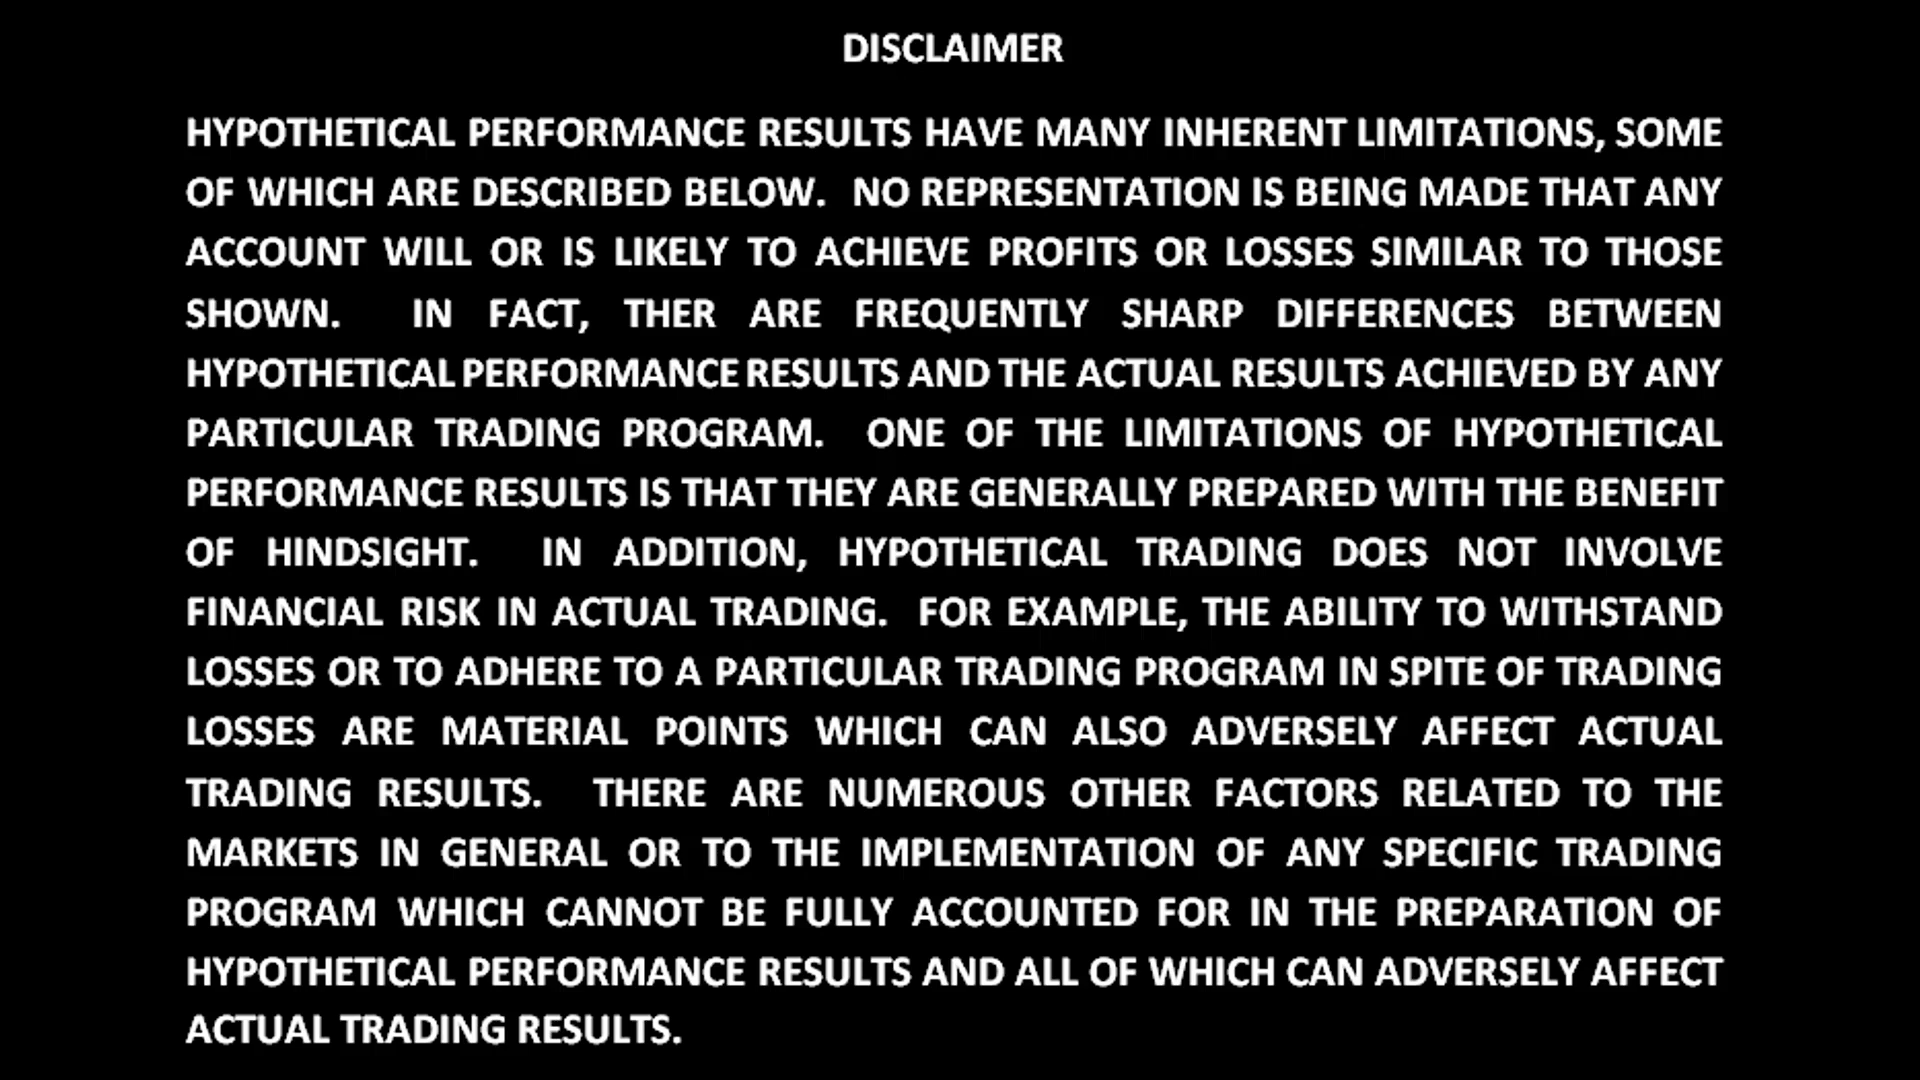 DISCLAIMER
HYPOTHETICAL PERFORMANCE RESULTS HAVE MANY INHERENT LIMITATIONS, SOME
OF WHICH ARE DESCRIBED BELOW. NO REPRESENTATION IS BEING MADE THAT ANY
ACCOUNT WILL OR IS LIKELY TO ACHIEVE PROFITS OR LOSSES SIMILAR TO THOSE
SHOWN. IN FACT, THER ARE FREQUENTLY SHARP DIFFERENCES BETWEEN
HYPOTHETICAL PERFORMANCE RESULTS AND THE ACTUAL RESULTS ACHIEVED BY ANY
PARTICULAR TRADING PROGRAM. ONE OF THE LIMITATIONS OF HYPOTHETICAL
PERFORMANCE RESULTS IS THAT THEY ARE GENERALLY PREPARED WITH THE BENEFIT
OF HINDSIGHT. IN ADDITION, HYPOTHETICAL TRADING DOES NOT INVOLVE
FINANCIAL RISK IN ACTUAL TRADING. FOR EXAMPLE, THE ABILITY TO WITHSTAND
LOSSES OR TO ADHERE TO A PARTICULAR TRADING PROGRAM IN SPITE OF TRADING
LOSSES ARE MATERIAL POINTS WHICH CAN ALSO ADVERSELY AFFECT ACTUAL
TRADING RESULTS. THERE ARE NUMEROUS OTHER FACTORS RELATED TO THE
MARKETS IN GENERAL OR TO THE IMPLEMENTATION OF ANY SPECIFIC TRADING
PROGRAM WHICH CANNOT BE FULLY ACCOUNTED FOR IN THE PREPARATION OF
HYPOTHETICAL PERFORMANCE RESULTS AND ALL OF WHICH CAN ADVERSELY AFFECT
ACTUAL TRADING RESULTS.